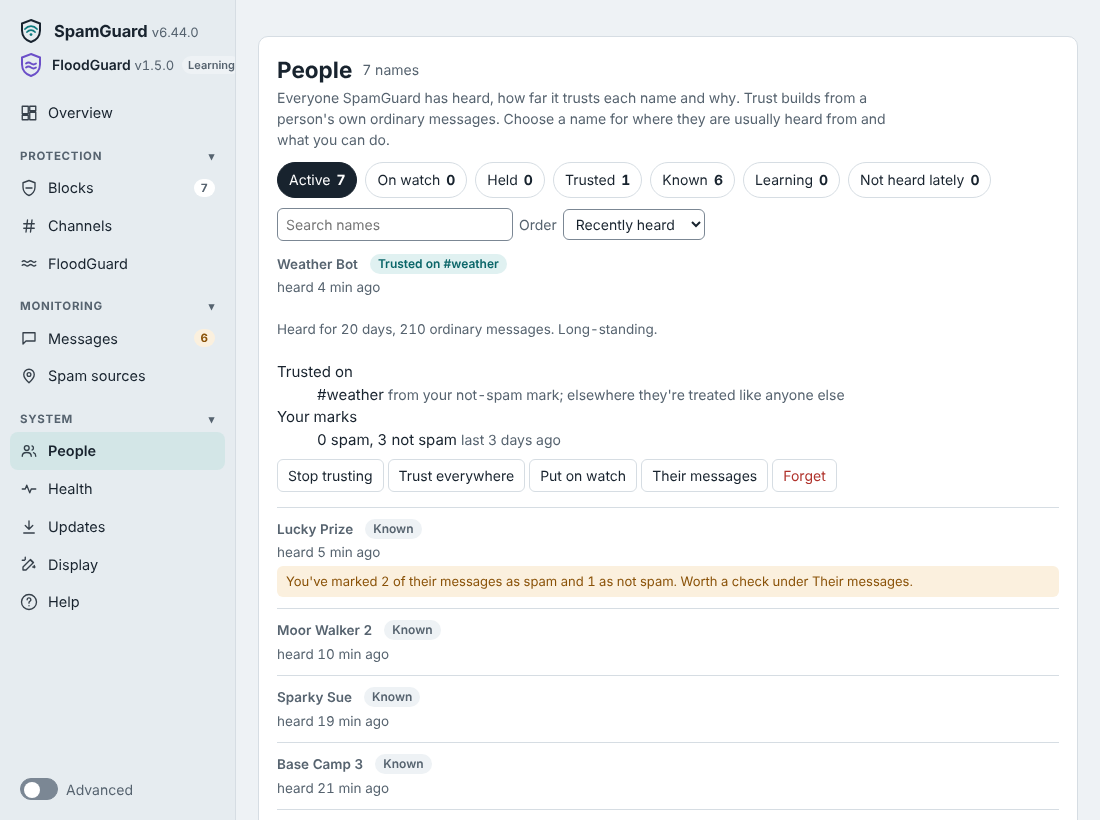 SpamGuard v6.44.0
FloodGuard v1.5.0 Learning
Overview
PROTECTION
Blocks 7
Channels
FloodGuard
MONITORING
Messages 6
Spam sources
SYSTEM
People
Health
Updates
Display
Help
Advanced
People 7 names
Everyone SpamGuard has heard, how far it trusts each name and why. Trust builds from a
person's own ordinary messages. Choose a name for where they are usually heard from and
what you can do.
Active 7 On watch 0 Held 0 Trusted 1 Known 6 Learning 0 Not heard lately 0
Search names Order Recently heard
Weather Bot Trusted on #weather
heard 4 min ago
Heard for 20 days, 210 ordinary messages. Long-standing.
Trusted on
#weather from your not-spam mark; elsewhere they're treated like anyone else
Your marks
0 spam, 3 not spam last 3 days ago
Stop trusting Trust everywhere Put on watch Their messages Forget
Lucky Prize Known
heard 5 min ago
You've marked 2 of their messages as spam and 1 as not spam. Worth a check under Their messages.
Moor Walker 2 Known
heard 10 min ago
Sparky Sue Known
heard 19 min ago
Base Camp 3 Known
heard 21 min ago